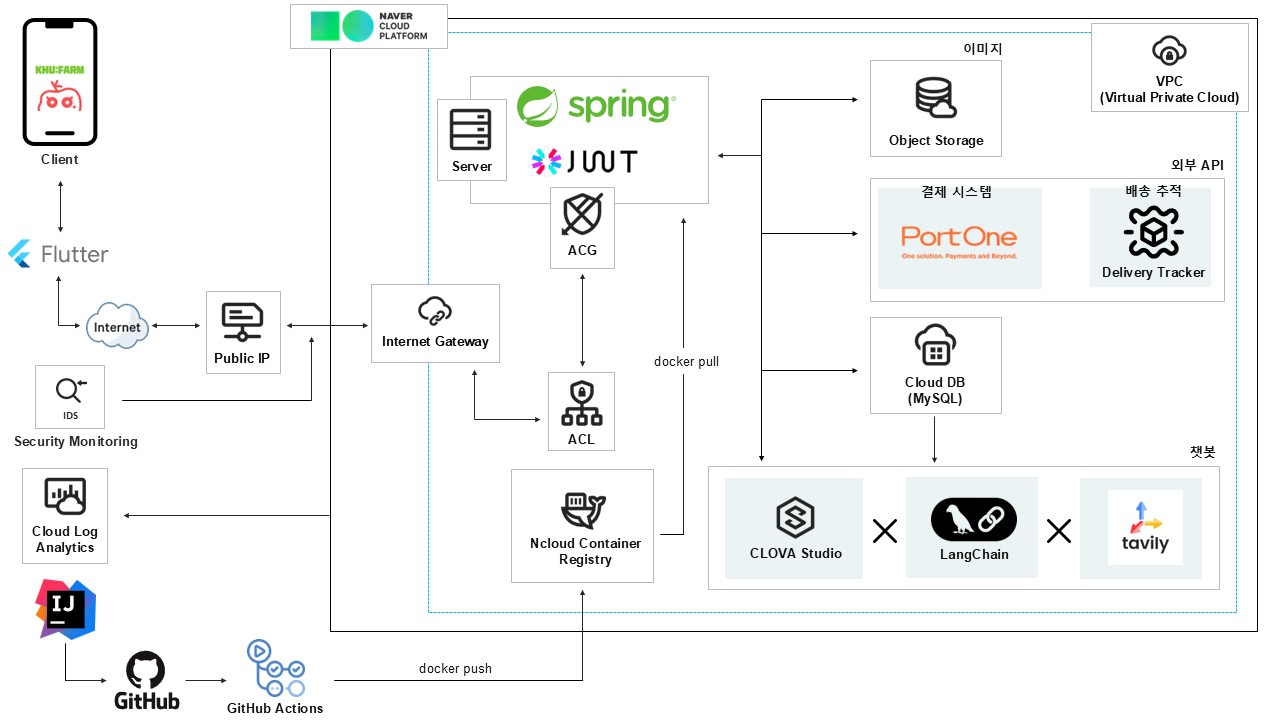 NAVER
CLOUD
PLATFORM
KHU:FARM
Client
Flutter
Internet
Public IP
IDS
Security Monitoring
Cloud Log
Analytics
IJ
GitHub
GitHub Actions
docker push
Internet Gateway
Server
spring
JWT
ACG
ACL
docker pull
Ncloud Container
Registry
이미지
Object Storage
VPC
(Virtual Private Cloud)
외부 API
결제 시스템
PortOne
One solution. Payments and Beyond.
배송 추적
Delivery Tracker
Cloud DB
(MySQL)
챗봇
CLOVA Studio
LangChain
tavily